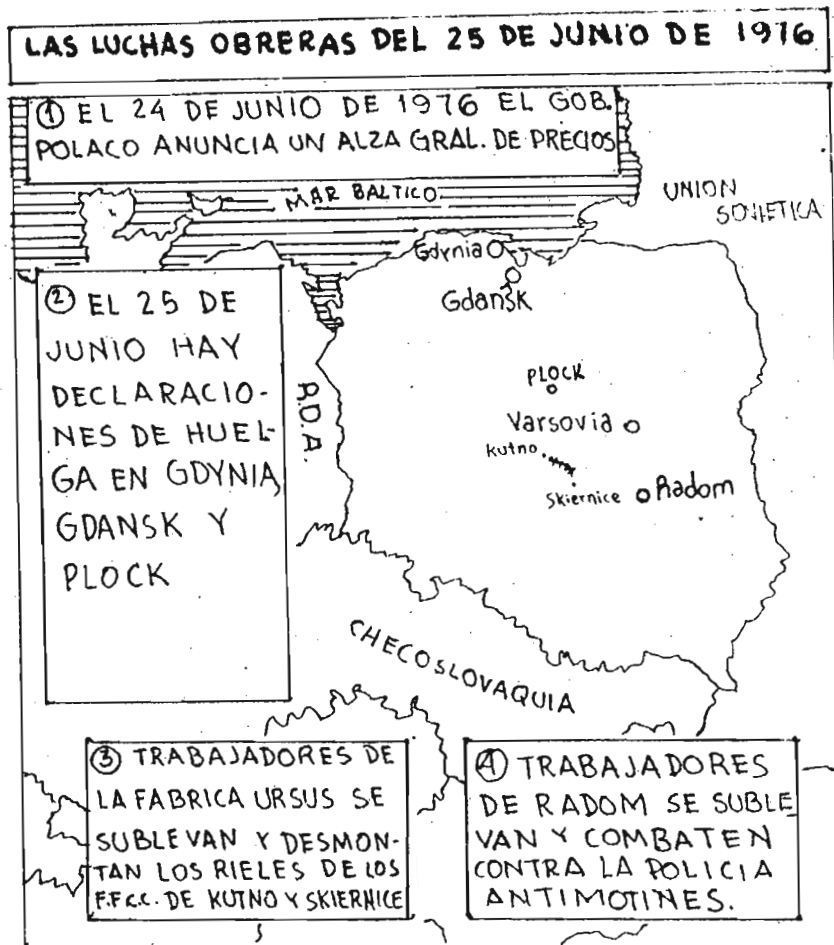 LAS LUCHAS OBRERAS DEL 25 DE JUNIO DE 1976
① EL 24 DE JUNIO DE 1976 EL GOB.
POLACO ANUNCIA UN ALZA GRAL. DE PRECIOS
MAR BALTICO
UNION
SOVIETICA
Gdynia
Gdansk
② EL 25 DE
JUNIO HAY
DECLARACIO-
NES DE HUEL-
GA EN GDYNIA,
GDANSK Y
PLOCK
R.D.A.
PLOCK
Varsovia
Kutno
Skiernice
Radom
CHECOSLOVAQUIA
③ TRABAJADORES DE
LA FABRICA URSUS SE
SUBLEVAN Y DESMON-
TAN LOS RIELES DE LOS
F.F.C.C. DE KUTNO Y SKIERNICE
④ TRABAJADORES
DE RADOM SE SUBLE
VAN Y COMBATEN
CONTRA LA POLICIA
ANTIMOTINES.